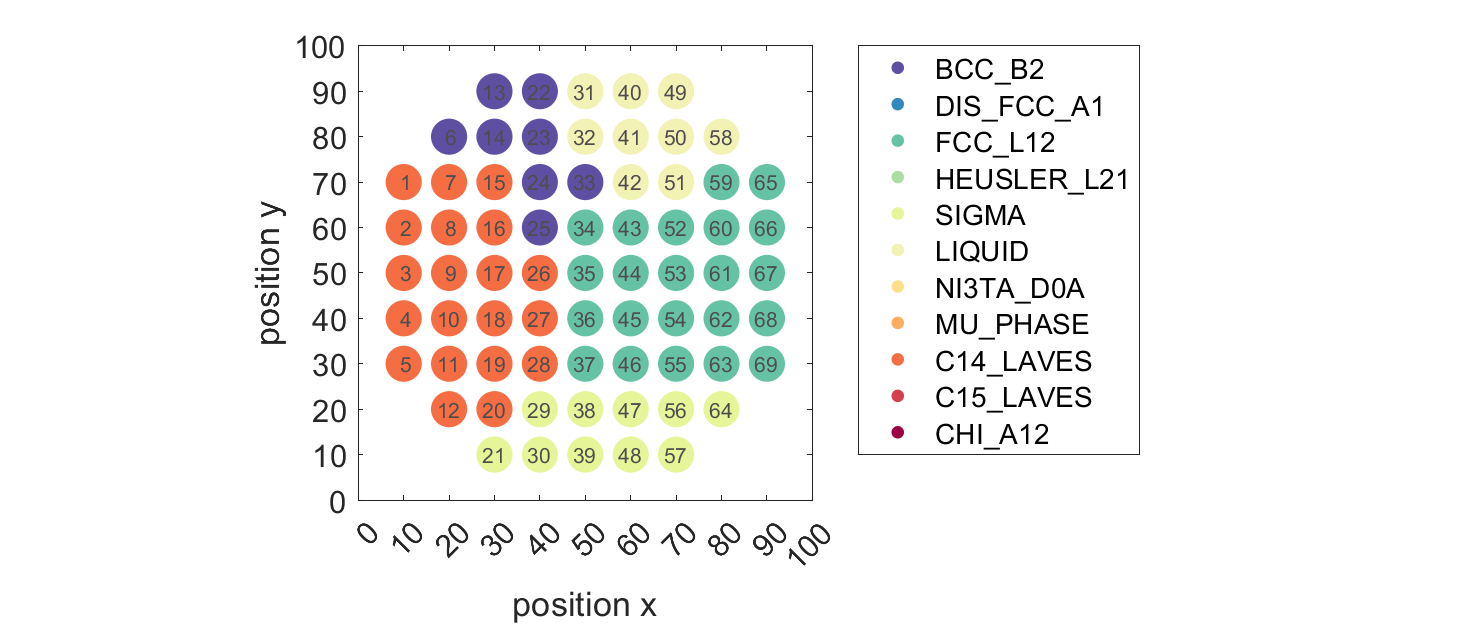 100
90
80
70
60
50
40
30
20
10
0
position y
13 22 31 40 49
6 14 23 32 41 50 58
1 7 15 24 33 42 51 59 65
2 8 16 25 34 43 52 60 66
3 9 17 26 35 44 53 61 67
4 10 18 27 36 45 54 62 68
5 11 19 28 37 46 55 63 69
12 20 29 38 47 56 64
21 30 39 48 57
0 10 20 30 40 50 60 70 80 90 100
position x
BCC_B2
DIS_FCC_A1
FCC_L12
HEUSLER_L21
SIGMA
LIQUID
NI3TA_D0A
MU_PHASE
C14_LAVES
C15_LAVES
CHI_A12